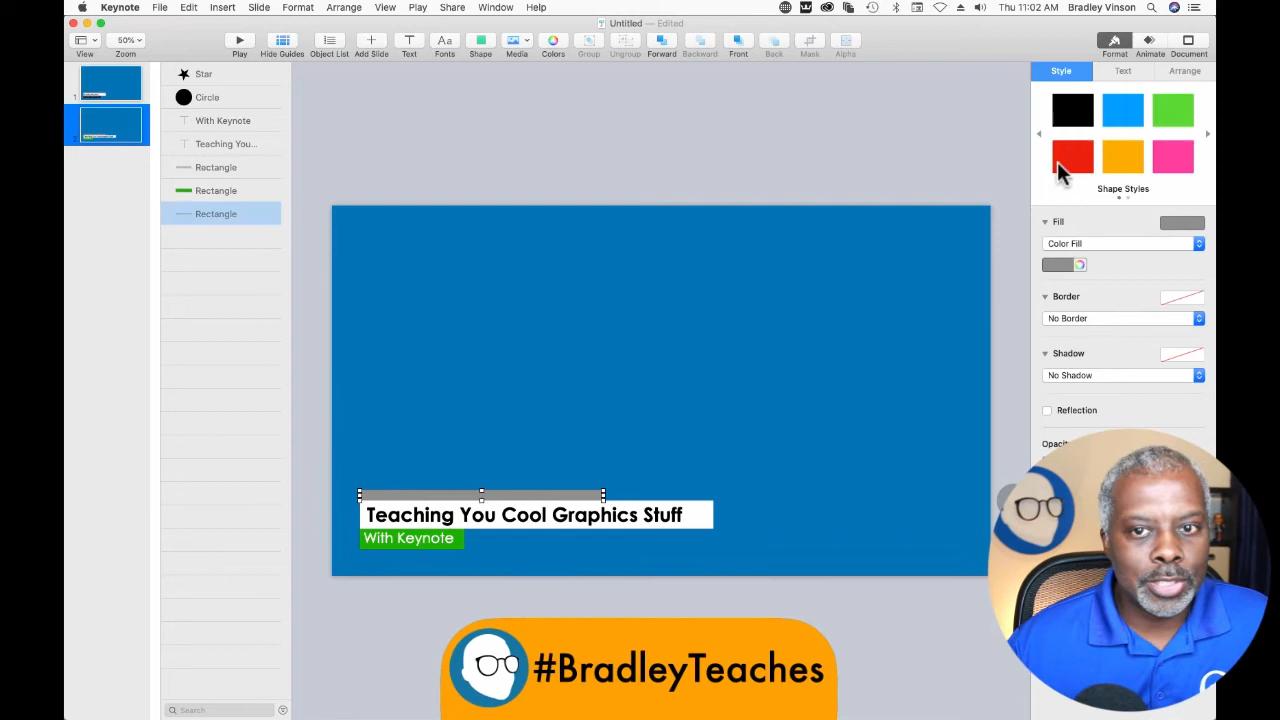 Keynote File Edit Insert Slide Format Arrange View Play Share Window Help Thu 11:02 AM Bradley Vinson
Untitled — Edited
50%
View Zoom Play Hide Guides Object List Add Slide Text Fonts Shape Media Colors Group Ungroup Forward Backward Front Back Mask Alpha Format Animate Document
Star
Circle
With Keynote
Teaching You...
Rectangle
Rectangle
Rectangle
Search
1
2
Style Text Arrange
Shape Styles
Fill
Color Fill
Border
No Border
Shadow
No Shadow
Reflection
Teaching You Cool Graphics Stuff
With Keynote
#BradleyTeaches